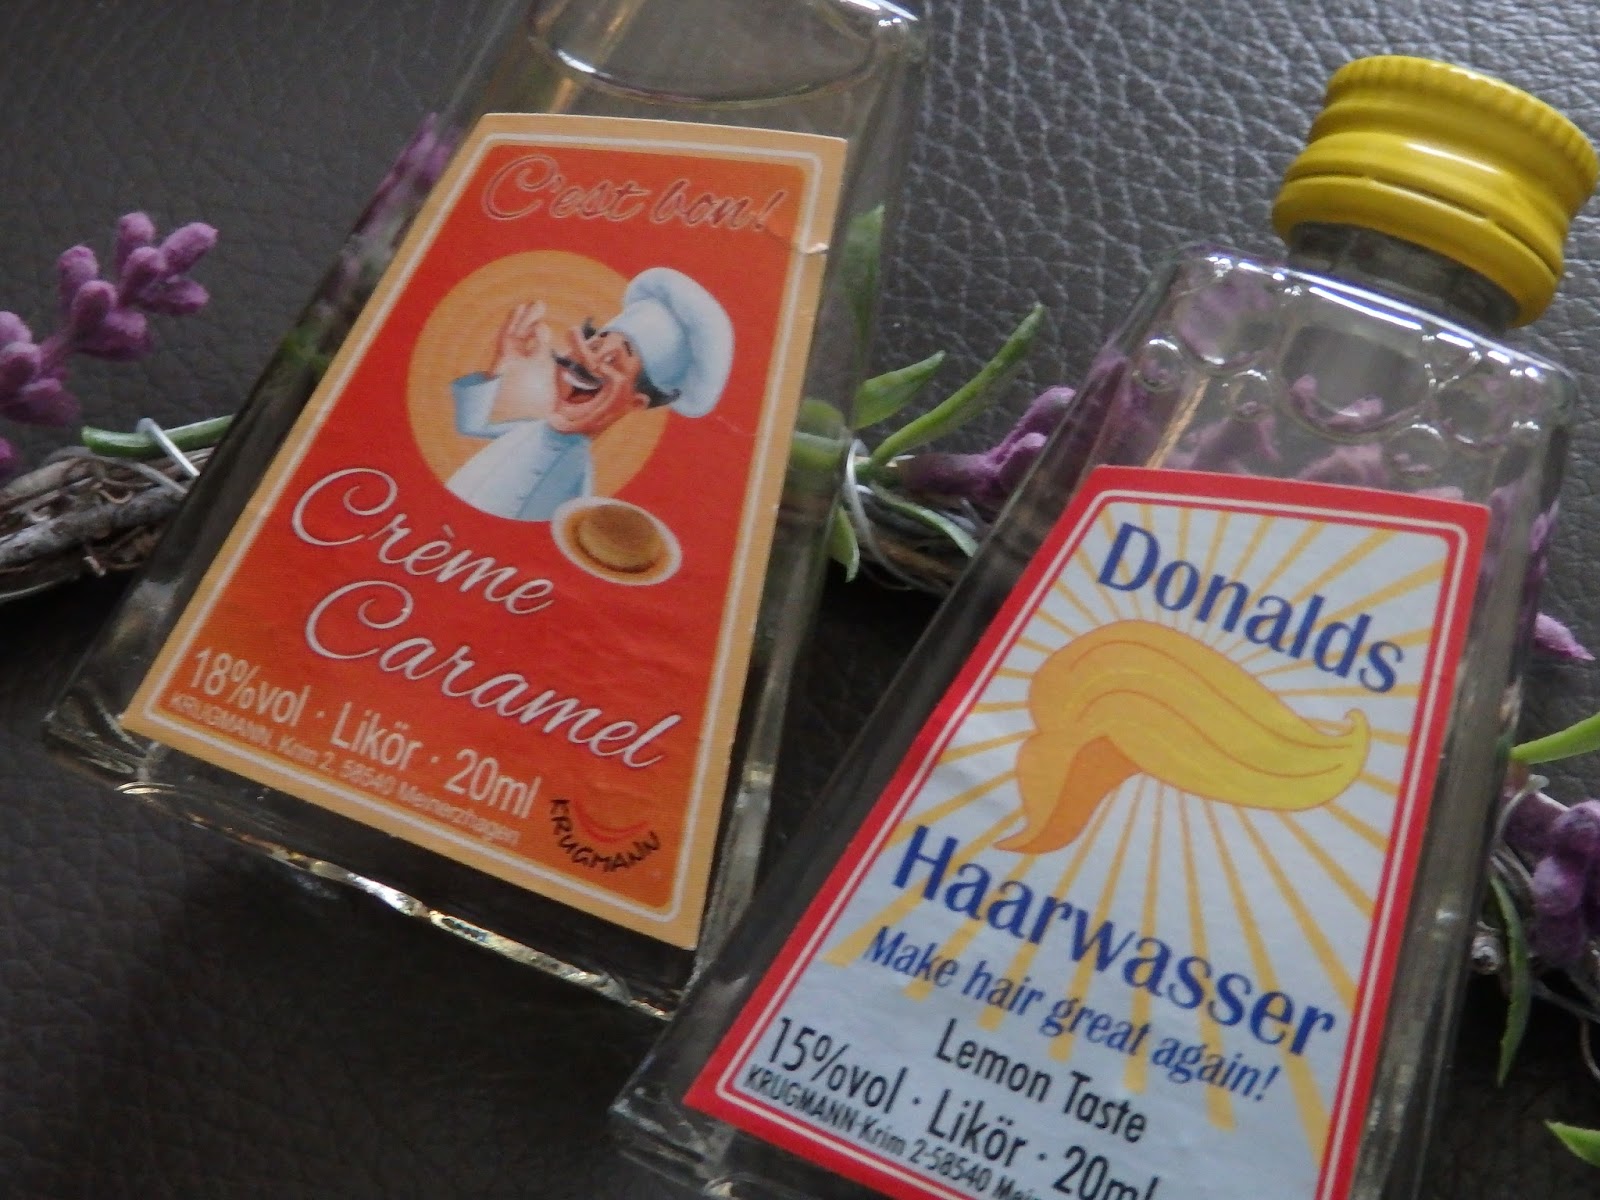 C'est bon!
Crème
Caramel
18%vol · Likör · 20ml
KRUGMANN, Krim 2, 58540 Meinerzhagen
KRUGMANN
Donalds
Haarwasser
Make hair great again!
Lemon Taste
15%vol · Likör · 20ml
KRUGMANN·Krim 2·58540 Mein